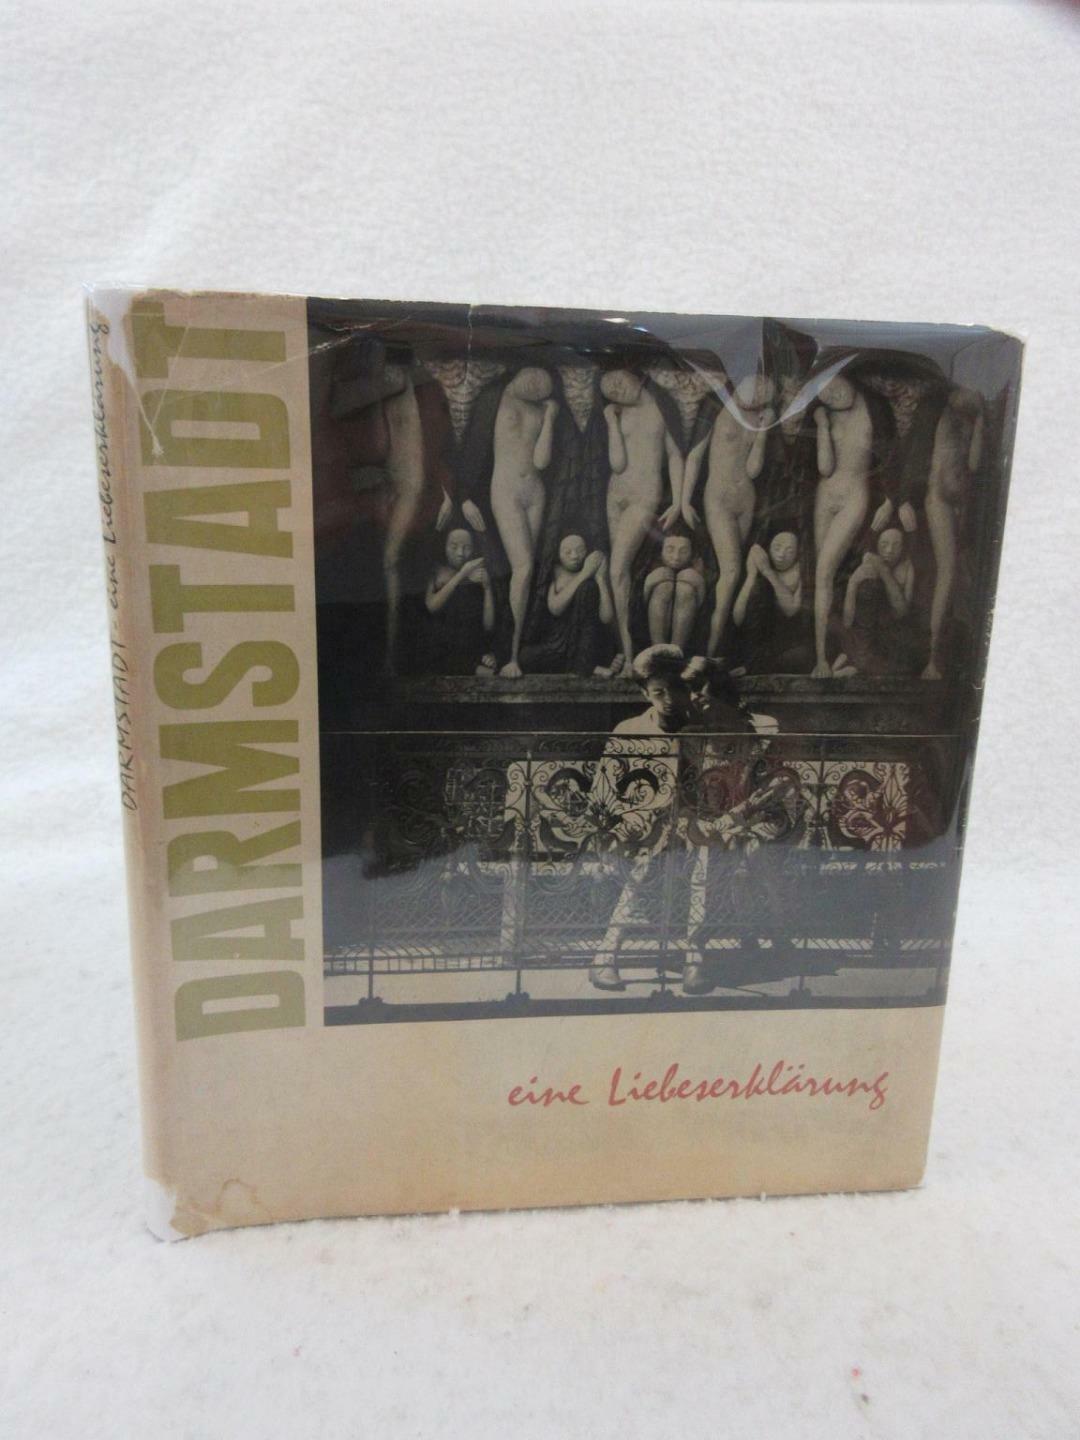 DARMSTADT - eine Liebeserklärung
DARMSTADT
eine Liebeserklärung